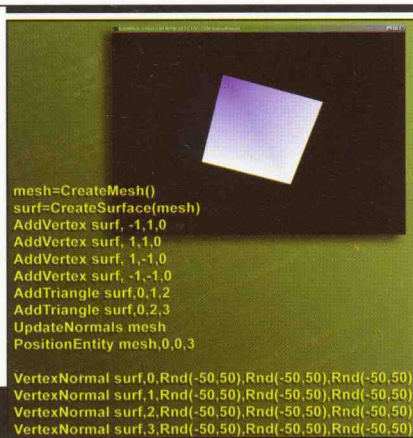 mesh=CreateMesh()
surf=CreateSurface(mesh)
AddVertex surf, -1,1,0
AddVertex surf, 1,1,0
AddVertex surf, 1,-1,0
AddVertex surf, -1,-1,0
AddTriangle surf,0,1,2
AddTriangle surf,0,2,3
UpdateNormals mesh
PositionEntity mesh,0,0,3
VertexNormal surf,0,Rnd(-50,50),Rnd(-50,50),Rnd(-50,50)
VertexNormal surf,1,Rnd(-50,50),Rnd(-50,50),Rnd(-50,50)
VertexNormal surf,2,Rnd(-50,50),Rnd(-50,50),Rnd(-50,50)
VertexNormal surf,3,Rnd(-50,50),Rnd(-50,50),Rnd(-50,50)